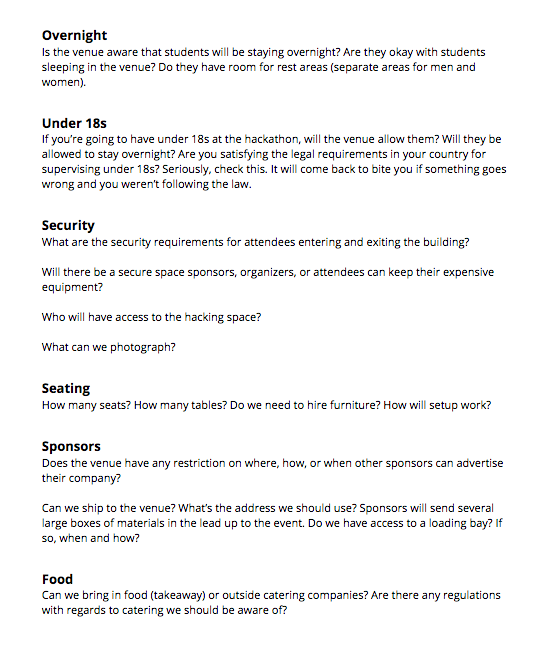 Overnight
Is the venue aware that students will be staying overnight? Are they okay with students
sleeping in the venue? Do they have room for rest areas (separate areas for men and
women).
Under 18s
If you're going to have under 18s at the hackathon, will the venue allow them? Will they be
allowed to stay overnight? Are you satisfying the legal requirements in your country for
supervising under 18s? Seriously, check this. It will come back to bite you if something goes
wrong and you weren't following the law.
Security
What are the security requirements for attendees entering and exiting the building?
Will there be a secure space sponsors, organizers, or attendees can keep their expensive
equipment?
Who will have access to the hacking space?
What can we photograph?
Seating
How many seats? How many tables? Do we need to hire furniture? How will setup work?
Sponsors
Does the venue have any restriction on where, how, or when other sponsors can advertise
their company?
Can we ship to the venue? What's the address we should use? Sponsors will send several
large boxes of materials in the lead up to the event. Do we have access to a loading bay? If
so, when and how?
Food
Can we bring in food (takeaway) or outside catering companies? Are there any regulations
with regards to catering we should be aware of?